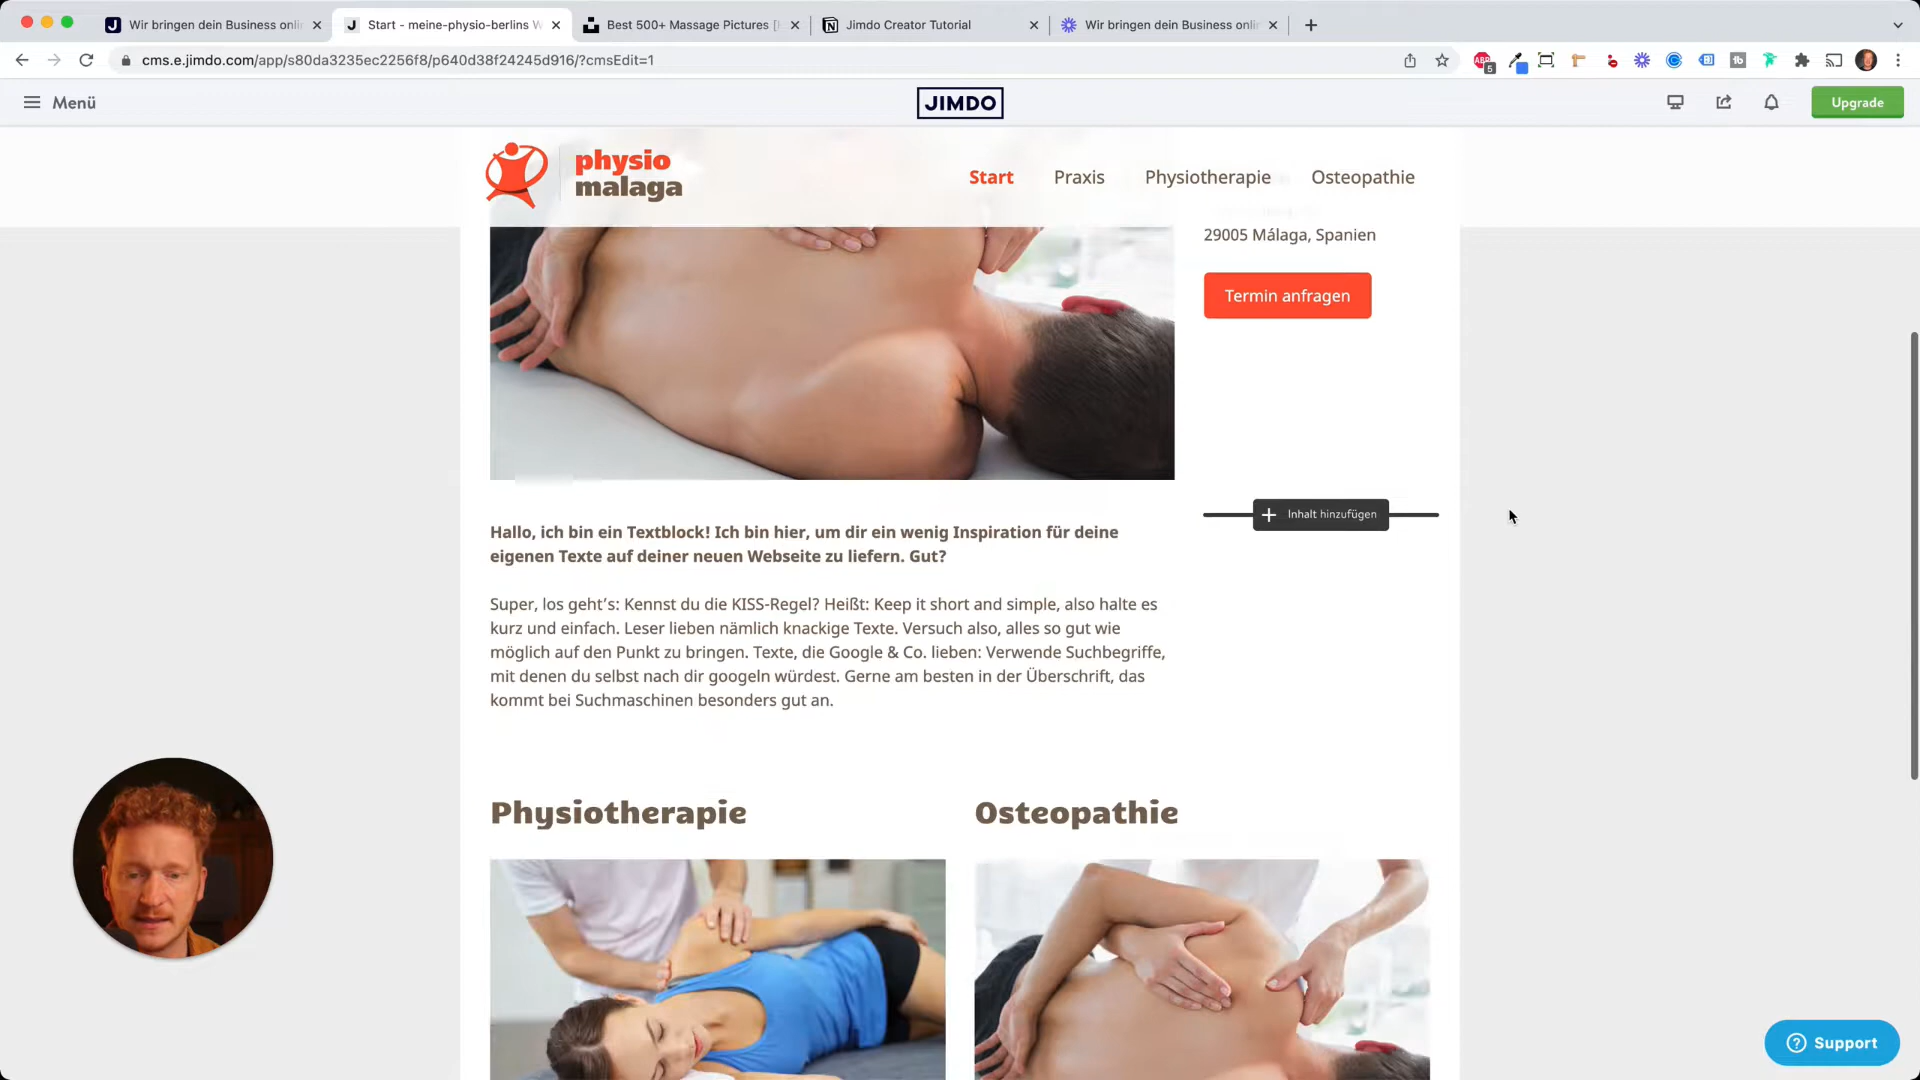 Wir bringen dein Business onli
Start - meine-physio-berlins W
Best 500+ Massage Pictures [
Jimdo Creator Tutorial
Wir bringen dein Business onli
cms.e.jimdo.com/app/s80da3235ec2256f8/p640d38f24245d916/?cmsEdit=1
ABP
5
tb
Menü
JIMDO
Upgrade
physio
malaga
Start
Praxis
Physiotherapie
Osteopathie
29005 Málaga, Spanien
Termin anfragen
Inhalt hinzufügen
Hallo, ich bin ein Textblock! Ich bin hier, um dir ein wenig Inspiration für deine
eigenen Texte auf deiner neuen Webseite zu liefern. Gut?
Super, los geht’s: Kennst du die KISS-Regel? Heißt: Keep it short and simple, also halte es
kurz und einfach. Leser lieben nämlich knackige Texte. Versuch also, alles so gut wie
möglich auf den Punkt zu bringen. Texte, die Google & Co. lieben: Verwende Suchbegriffe,
mit denen du selbst nach dir googeln würdest. Gerne am besten in der Überschrift, das
kommt bei Suchmaschinen besonders gut an.
Physiotherapie
Osteopathie
Support